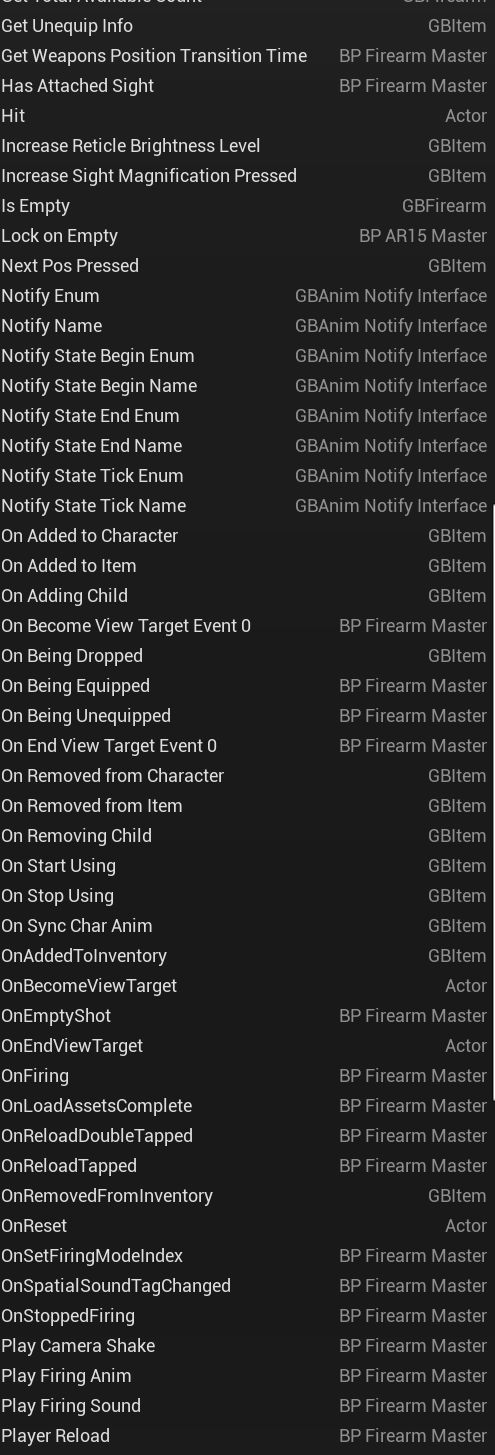 Get Total Available Count GBFirearm
Get Unequip Info GBItem
Get Weapons Position Transition Time BP Firearm Master
Has Attached Sight BP Firearm Master
Hit Actor
Increase Reticle Brightness Level GBItem
Increase Sight Magnification Pressed GBItem
Is Empty GBFirearm
Lock on Empty BP AR15 Master
Next Pos Pressed GBItem
Notify Enum GBAnim Notify Interface
Notify Name GBAnim Notify Interface
Notify State Begin Enum GBAnim Notify Interface
Notify State Begin Name GBAnim Notify Interface
Notify State End Enum GBAnim Notify Interface
Notify State End Name GBAnim Notify Interface
Notify State Tick Enum GBAnim Notify Interface
Notify State Tick Name GBAnim Notify Interface
On Added to Character GBItem
On Added to Item GBItem
On Adding Child GBItem
On Become View Target Event 0 BP Firearm Master
On Being Dropped GBItem
On Being Equipped BP Firearm Master
On Being Unequipped BP Firearm Master
On End View Target Event 0 BP Firearm Master
On Removed from Character GBItem
On Removed from Item GBItem
On Removing Child GBItem
On Start Using GBItem
On Stop Using GBItem
On Sync Char Anim GBItem
OnAddedToInventory GBItem
OnBecomeViewTarget Actor
OnEmptyShot BP Firearm Master
OnEndViewTarget Actor
OnFiring BP Firearm Master
OnLoadAssetsComplete BP Firearm Master
OnReloadDoubleTapped BP Firearm Master
OnReloadTapped BP Firearm Master
OnRemovedFromInventory GBItem
OnReset Actor
OnSetFiringModeIndex BP Firearm Master
OnSpatialSoundTagChanged BP Firearm Master
OnStoppedFiring BP Firearm Master
Play Camera Shake BP Firearm Master
Play Firing Anim BP Firearm Master
Play Firing Sound BP Firearm Master
Player Reload BP Firearm Master